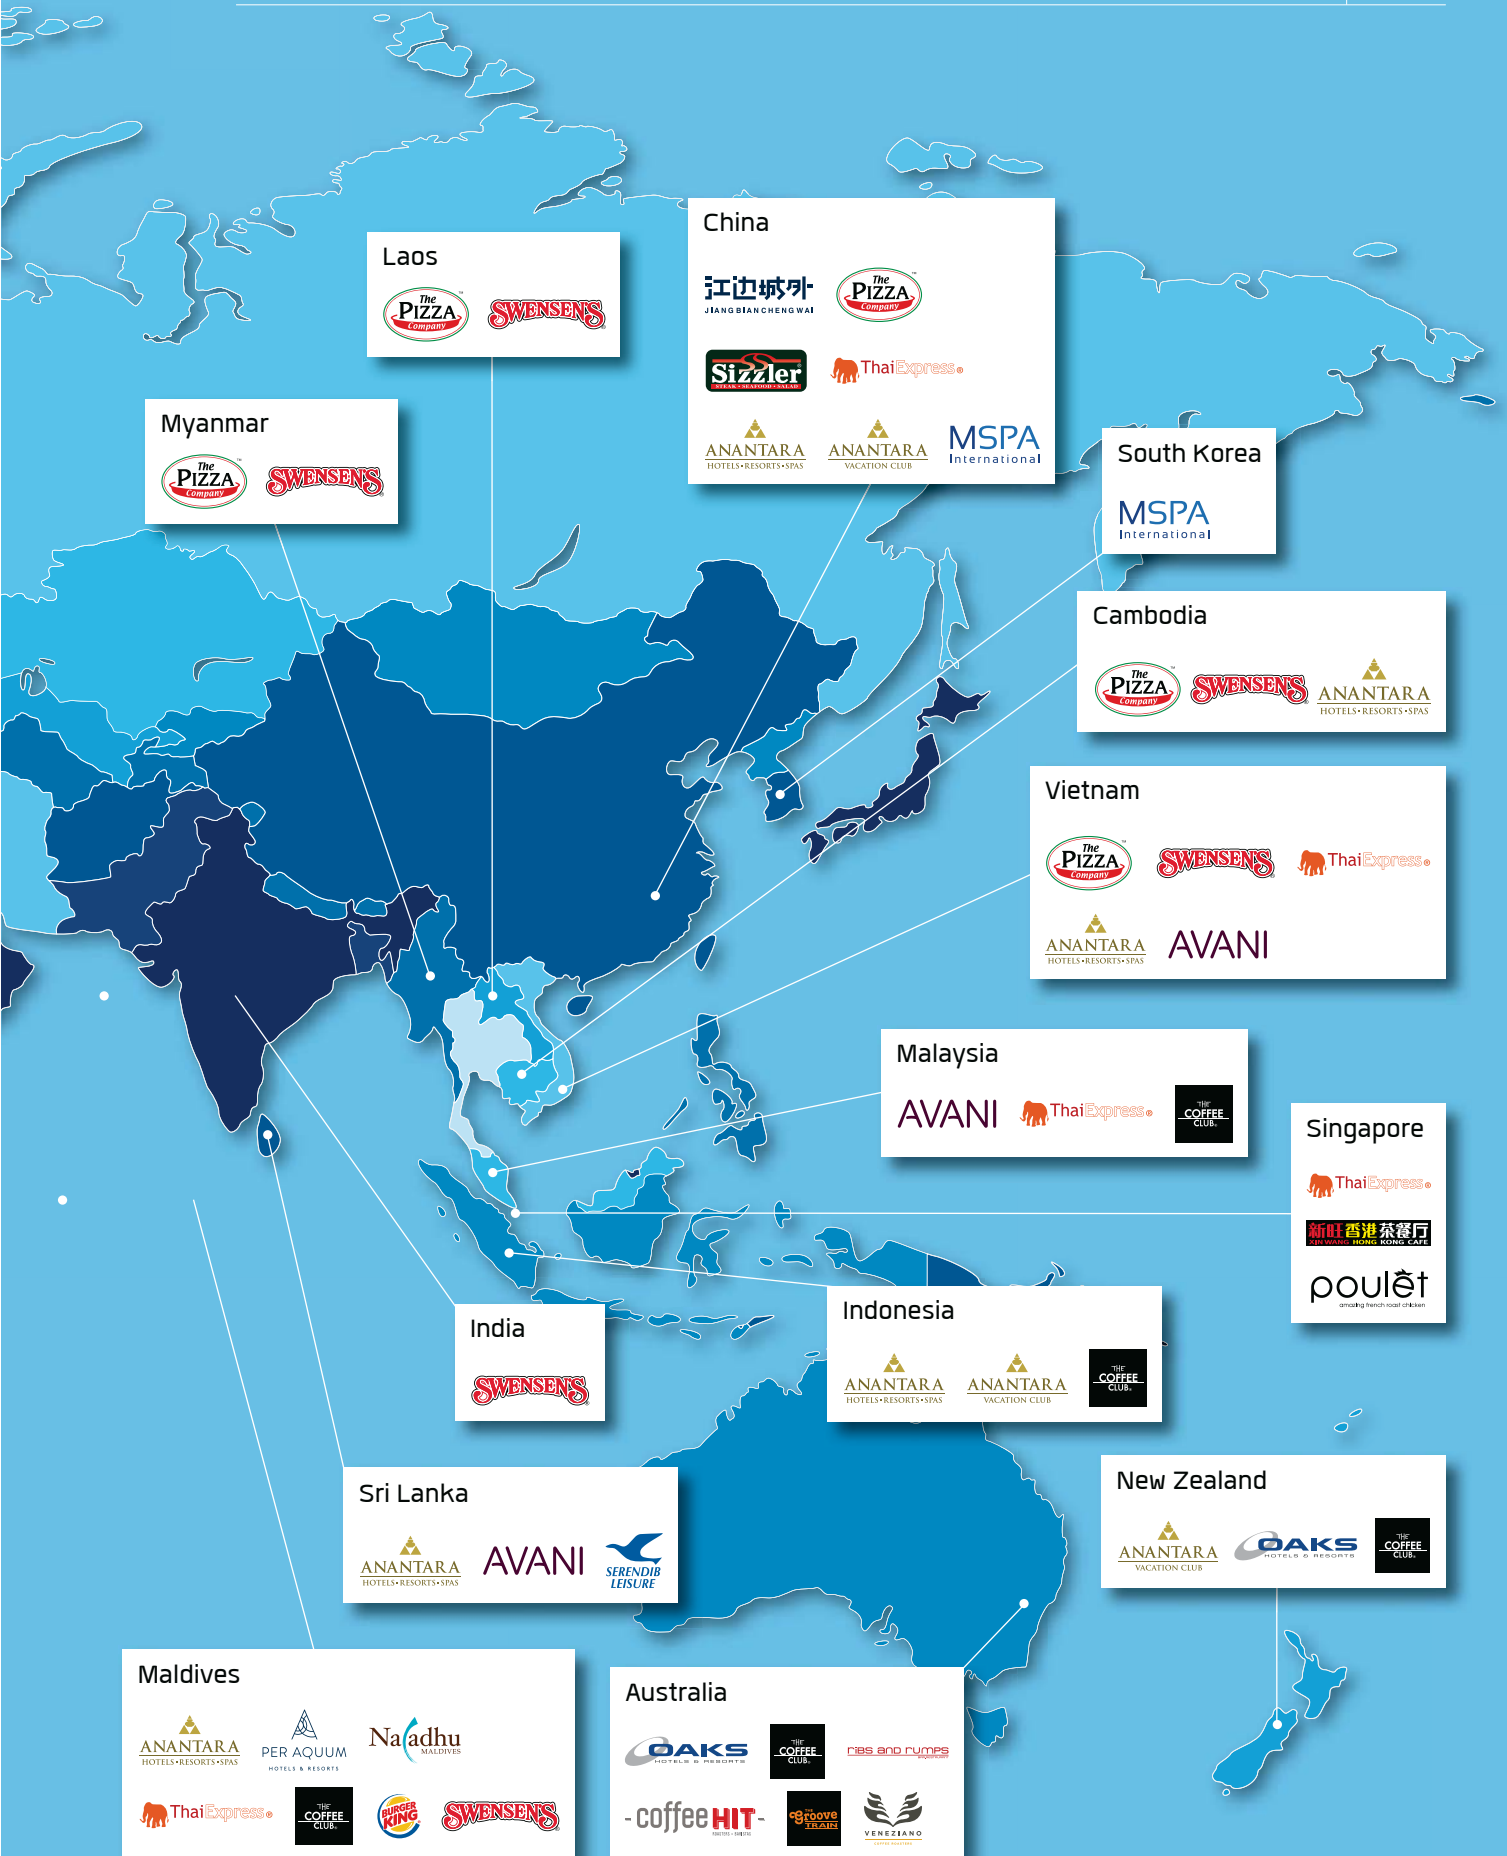 China
江边城外
JIANGBIANCHENGWAI
The
PIZZA
Company
Sizzler
STEAK • SEAFOOD • SALAD
ThaiExpress
ANANTARA
HOTELS•RESORTS•SPAS
ANANTARA
VACATION CLUB
MSPA
International
Laos
The
PIZZA
Company
SWENSEN'S
Myanmar
The
PIZZA
Company
SWENSEN'S
South Korea
MSPA
International
Cambodia
The
PIZZA
Company
SWENSEN'S
ANANTARA
HOTELS•RESORTS•SPAS
Vietnam
The
PIZZA
Company
SWENSEN'S
ThaiExpress
ANANTARA
HOTELS•RESORTS•SPAS
AVANI
Malaysia
AVANI
ThaiExpress
THE
COFFEE
CLUB
Singapore
ThaiExpress
新旺香港茶餐厅
XIN WANG HONG KONG CAFE
poulet
amazing french roast chicken
Indonesia
ANANTARA
HOTELS•RESORTS•SPAS
ANANTARA
VACATION CLUB
THE
COFFEE
CLUB
India
SWENSEN'S
Sri Lanka
ANANTARA
HOTELS•RESORTS•SPAS
AVANI
SERENDIB
LEISURE
New Zealand
ANANTARA
VACATION CLUB
OAKS
HOTELS & RESORTS
THE
COFFEE
CLUB
Maldives
ANANTARA
HOTELS•RESORTS•SPAS
PER AQUUM
HOTELS & RESORTS
Naladhu
MALDIVES
ThaiExpress
THE
COFFEE
CLUB
BURGER
KING
SWENSEN'S
Australia
OAKS
HOTELS & RESORTS
THE
COFFEE
CLUB
ribs and rumps
- coffee HIT -
ROASTERS + BARISTAS
THE
groove
TRAIN
VENEZIANO
COFFEE ROASTERS